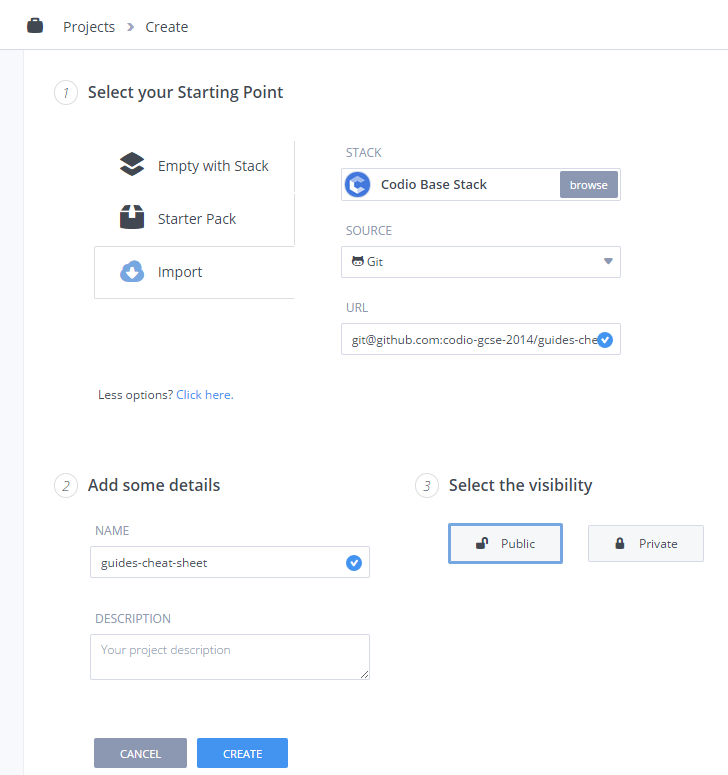 Projects > Create
1 Select your Starting Point
Empty with Stack
Starter Pack
Import
STACK
Codio Base Stack browse
SOURCE
Git
URL
git@github.com:codio-gcse-2014/guides-che
Less options? Click here.
2 Add some details
NAME
guides-cheat-sheet
DESCRIPTION
Your project description
3 Select the visibility
Public Private
CANCEL CREATE